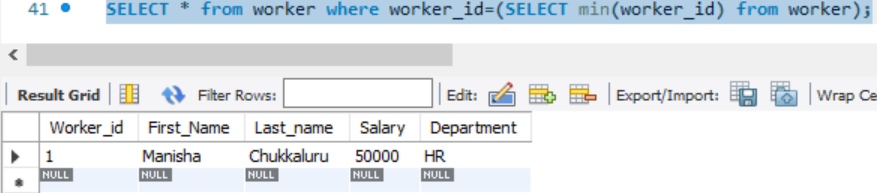 41 SELECT * from worker where worker_id=(SELECT min(worker_id) from worker);
Result Grid Filter Rows: Edit: Export/Import: Wrap Ce
Worker_id First_Name Last_name Salary Department
1 Manisha Chukkaluru 50000 HR
NULL NULL NULL NULL NULL